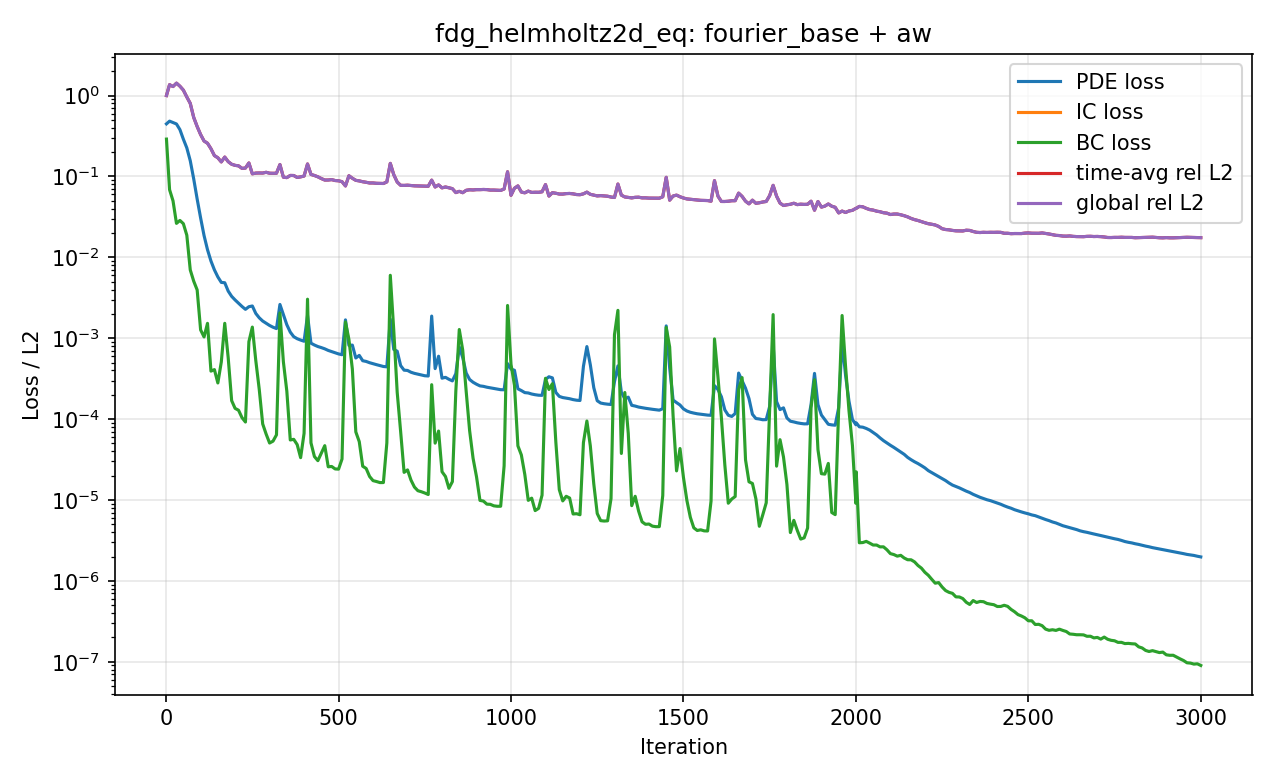 fdg_helmholtz2d_eq: fourier_base + aw
PDE loss
IC loss
BC loss
time-avg rel L2
global rel L2
Loss / L2
10⁰
10⁻¹
10⁻²
10⁻³
10⁻⁴
10⁻⁵
10⁻⁶
10⁻⁷
0 500 1000 1500 2000 2500 3000
Iteration